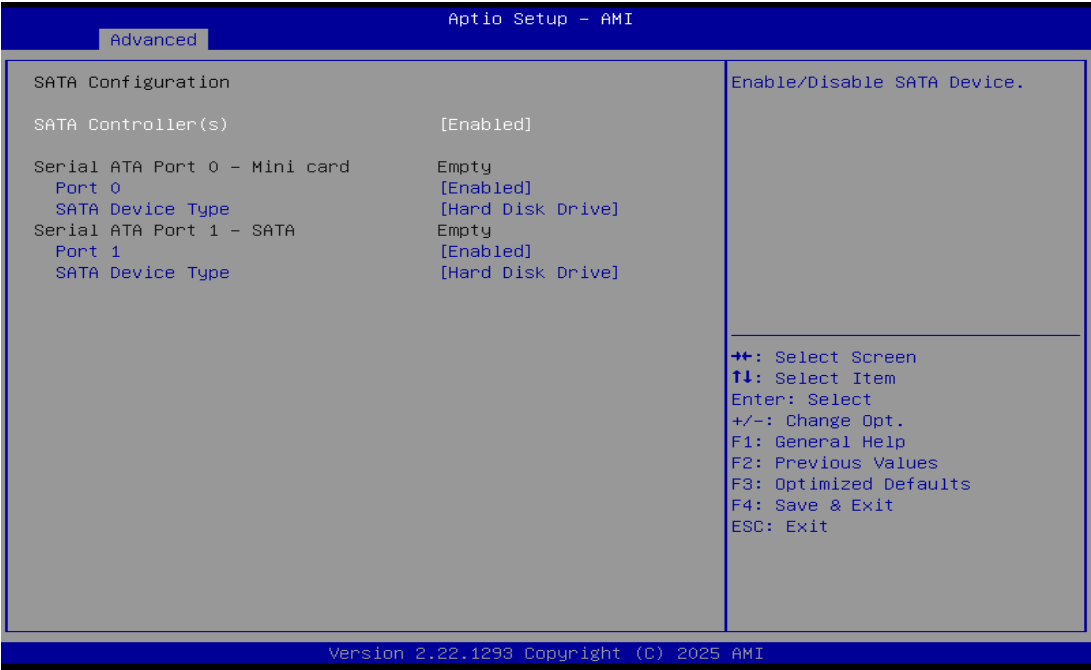 Aptio Setup – AMI
Advanced
SATA Configuration
SATA Controller(s) [Enabled]
Serial ATA Port 0 – Mini card Empty
Port 0 [Enabled]
SATA Device Type [Hard Disk Drive]
Serial ATA Port 1 – SATA Empty
Port 1 [Enabled]
SATA Device Type [Hard Disk Drive]
Enable/Disable SATA Device.
→←: Select Screen
↑↓: Select Item
Enter: Select
+/-: Change Opt.
F1: General Help
F2: Previous Values
F3: Optimized Defaults
F4: Save & Exit
ESC: Exit
Version 2.22.1293 Copyright (C) 2025 AMI